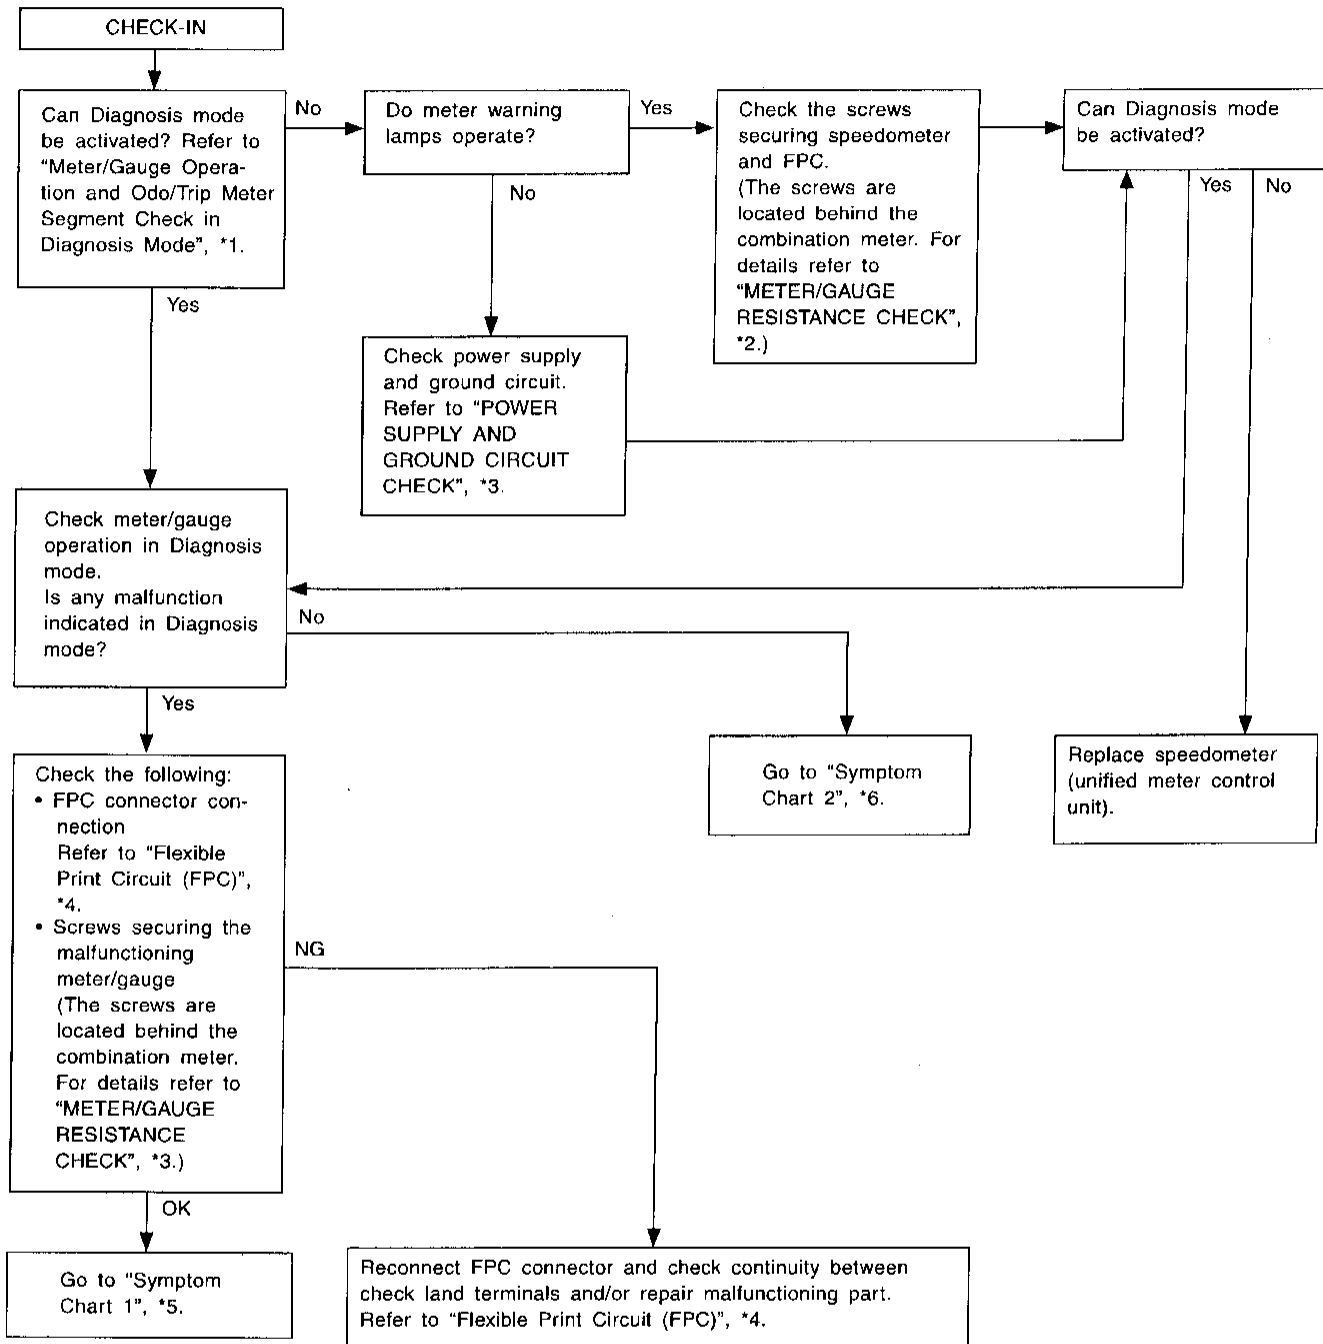 CHECK-IN
Can Diagnosis mode
be activated? Refer to
“Meter/Gauge Opera-
tion and Odo/Trip Meter
Segment Check in
Diagnosis Mode”, *1.
No
Yes
Do meter warning
lamps operate?
Yes
No
Check the screws
securing speedometer
and FPC.
(The screws are
located behind the
combination meter. For
details refer to
“METER/GAUGE
RESISTANCE CHECK”,
*2.)
Can Diagnosis mode
be activated?
Yes
No
Check power supply
and ground circuit.
Refer to “POWER
SUPPLY AND
GROUND CIRCUIT
CHECK”, *3.
Check meter/gauge
operation in Diagnosis
mode.
Is any malfunction
indicated in Diagnosis
mode?
No
Yes
Go to “Symptom
Chart 2”, *6.
Replace speedometer
(unified meter control
unit).
Check the following:
• FPC connector con-
nection
Refer to “Flexible
Print Circuit (FPC)”,
*4.
• Screws securing the
malfunctioning
meter/gauge
(The screws are
located behind the
combination meter.
For details refer to
“METER/GAUGE
RESISTANCE
CHECK”, *3.)
NG
OK
Go to “Symptom
Chart 1”, *5.
Reconnect FPC connector and check continuity between
check land terminals and/or repair malfunctioning part.
Refer to “Flexible Print Circuit (FPC)”, *4.